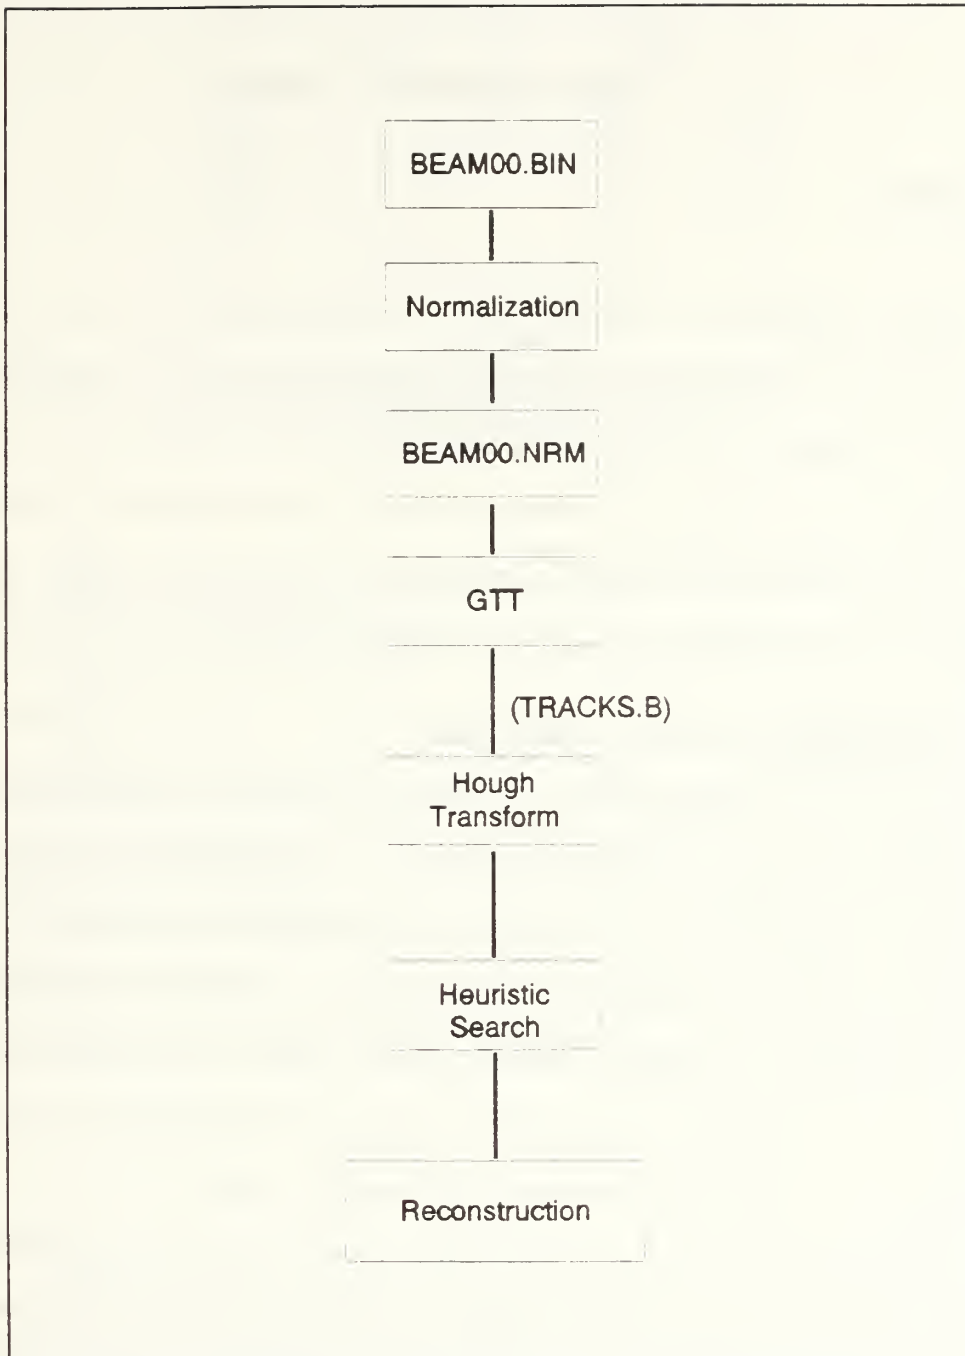 BEAM00.BIN
Normalization
BEAM00.NRM
GTT
(TRACKS.B)
Hough
Transform
Heuristic
Search
Reconstruction